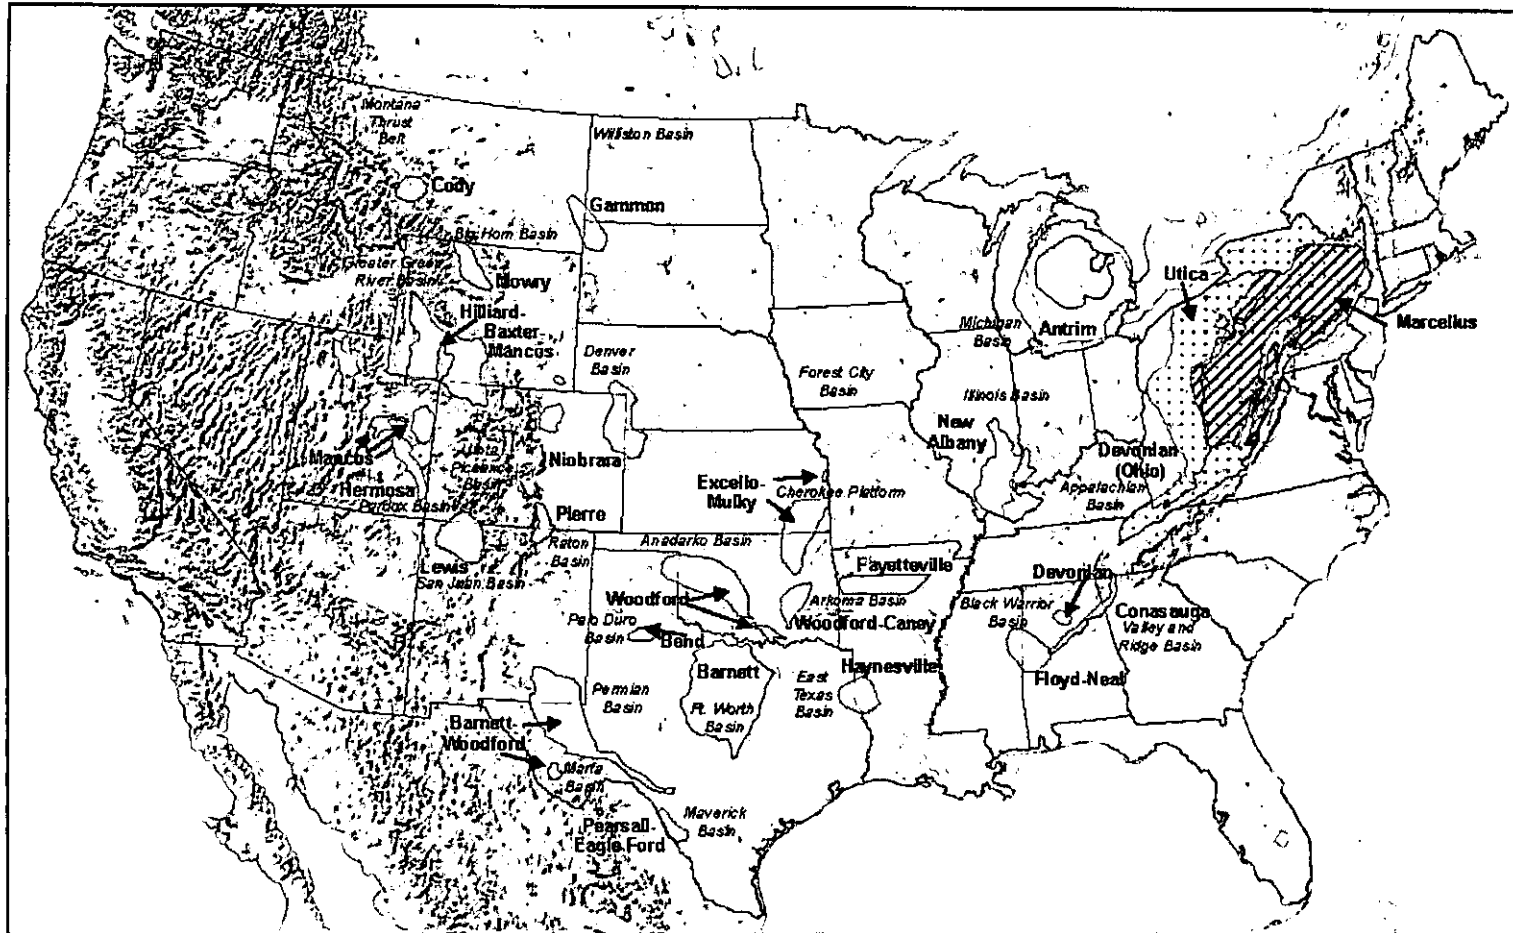 Montana
Thrust
Belt
Williston Basin
Cody
Gammon
Big Horn Basin
Greater Green
River Basin
Mowry
Hilliard-
Baxter-
Mancos
Utica
Marcellus
Michigan
Basin
Antrim
Denver
Basin
Forest City
Basin
Illinois Basin
New
Albany
Devonian
(Ohio)
Appalachian
Basin
Mancos
Uinta
Piceance
Basin
Niobrara
Hermosa
Paradox Basin
Excello-
Mulky
Cherokee Platform
Pierre
Raton
Basin
Anadarko Basin
Lewis
San Juan Basin
Fayetteville
Devonian
Woodford
Arkoma Basin
Black Warrior
Basin
Conasauga
Valley and
Ridge Basin
Palo Duro
Basin
Bend
Woodford-Caney
Barnett
Haynesville
Floyd-Neal
Permian
Basin
Ft. Worth
Basin
East
Texas
Basin
Barnett-
Woodford
Marfa
Basin
Maverick
Basin
Pearsall-
Eagle Ford